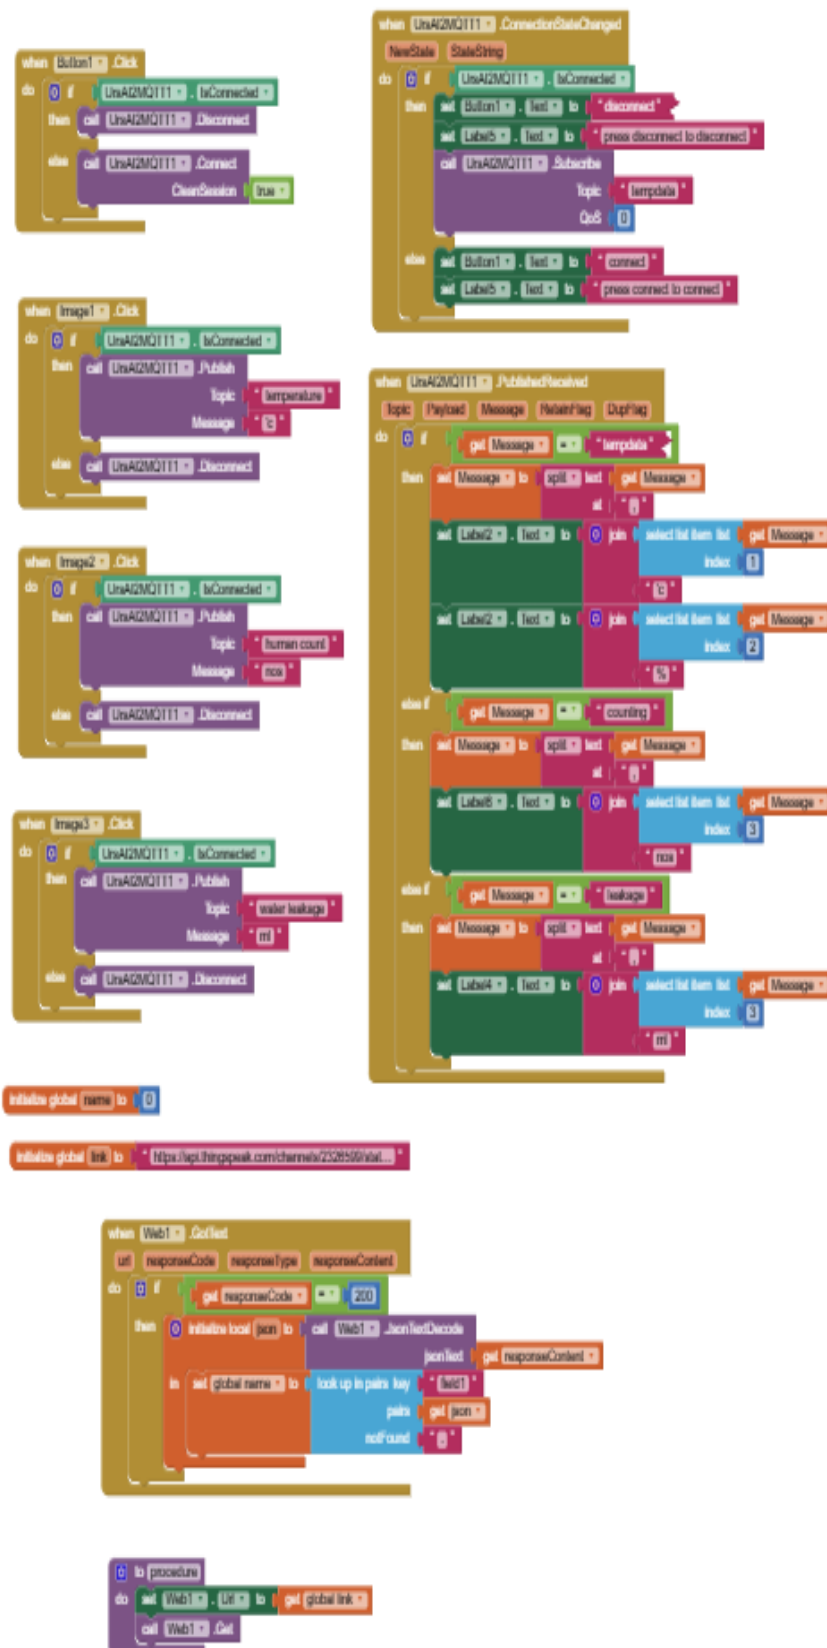 when Button1 .Click
do if UrsAI2MQTT1 . IsConnected
then call UrsAI2MQTT1 .Disconnect
else call UrsAI2MQTT1 .Connect
CleanSession true
when Image1 .Click
do if UrsAI2MQTT1 . IsConnected
then call UrsAI2MQTT1 .Publish
Topic " temperature "
Message " 'c "
else call UrsAI2MQTT1 .Disconnect
when Image2 .Click
do if UrsAI2MQTT1 . IsConnected
then call UrsAI2MQTT1 .Publish
Topic " human count "
Message " nos "
else call UrsAI2MQTT1 .Disconnect
when Image3 .Click
do if UrsAI2MQTT1 . IsConnected
then call UrsAI2MQTT1 .Publish
Topic " water leakage "
Message " ml "
else call UrsAI2MQTT1 .Disconnect
when UrsAI2MQTT1 .ConnectionStateChanged
NewState StateString
do if UrsAI2MQTT1 . IsConnected
then set Button1 . Text to " disconnect "
set Label5 . Text to " press disconnect to disconnect "
call UrsAI2MQTT1 .Subscribe
Topic " tempdata "
QoS 0
else set Button1 . Text to " connect "
set Label5 . Text to " press connect to connect "
when UrsAI2MQTT1 .PublishedReceived
Topic Payload Message RetainFlag DupFlag
do if get Message = " tempdata "
then set Message to split text get Message
at " , "
set Label2 . Text to join select list item list get Message
index 1
" 'c "
set Label2 . Text to join select list item list get Message
index 2
" % "
else if get Message = " counting "
then set Message to split text get Message
at " , "
set Label6 . Text to join select list item list get Message
index 3
" nos "
else if get Message = " leakage "
then set Message to split text get Message
at " , "
set Label4 . Text to join select list item list get Message
index 3
" ml "
initialize global name to 0
initialize global link to " https://api.thingspeak.com/channels/2326599/stat... "
when Web1 .GotText
url responseCode responseType responseContent
do if get responseCode = 200
then initialize local json to call Web1 .JsonTextDecode
jsonText get responseContent
in set global name to look up in pairs key " field1 "
pairs get json
notFound " "
to procedure
do set Web1 . Url to get global link
call Web1 .Get